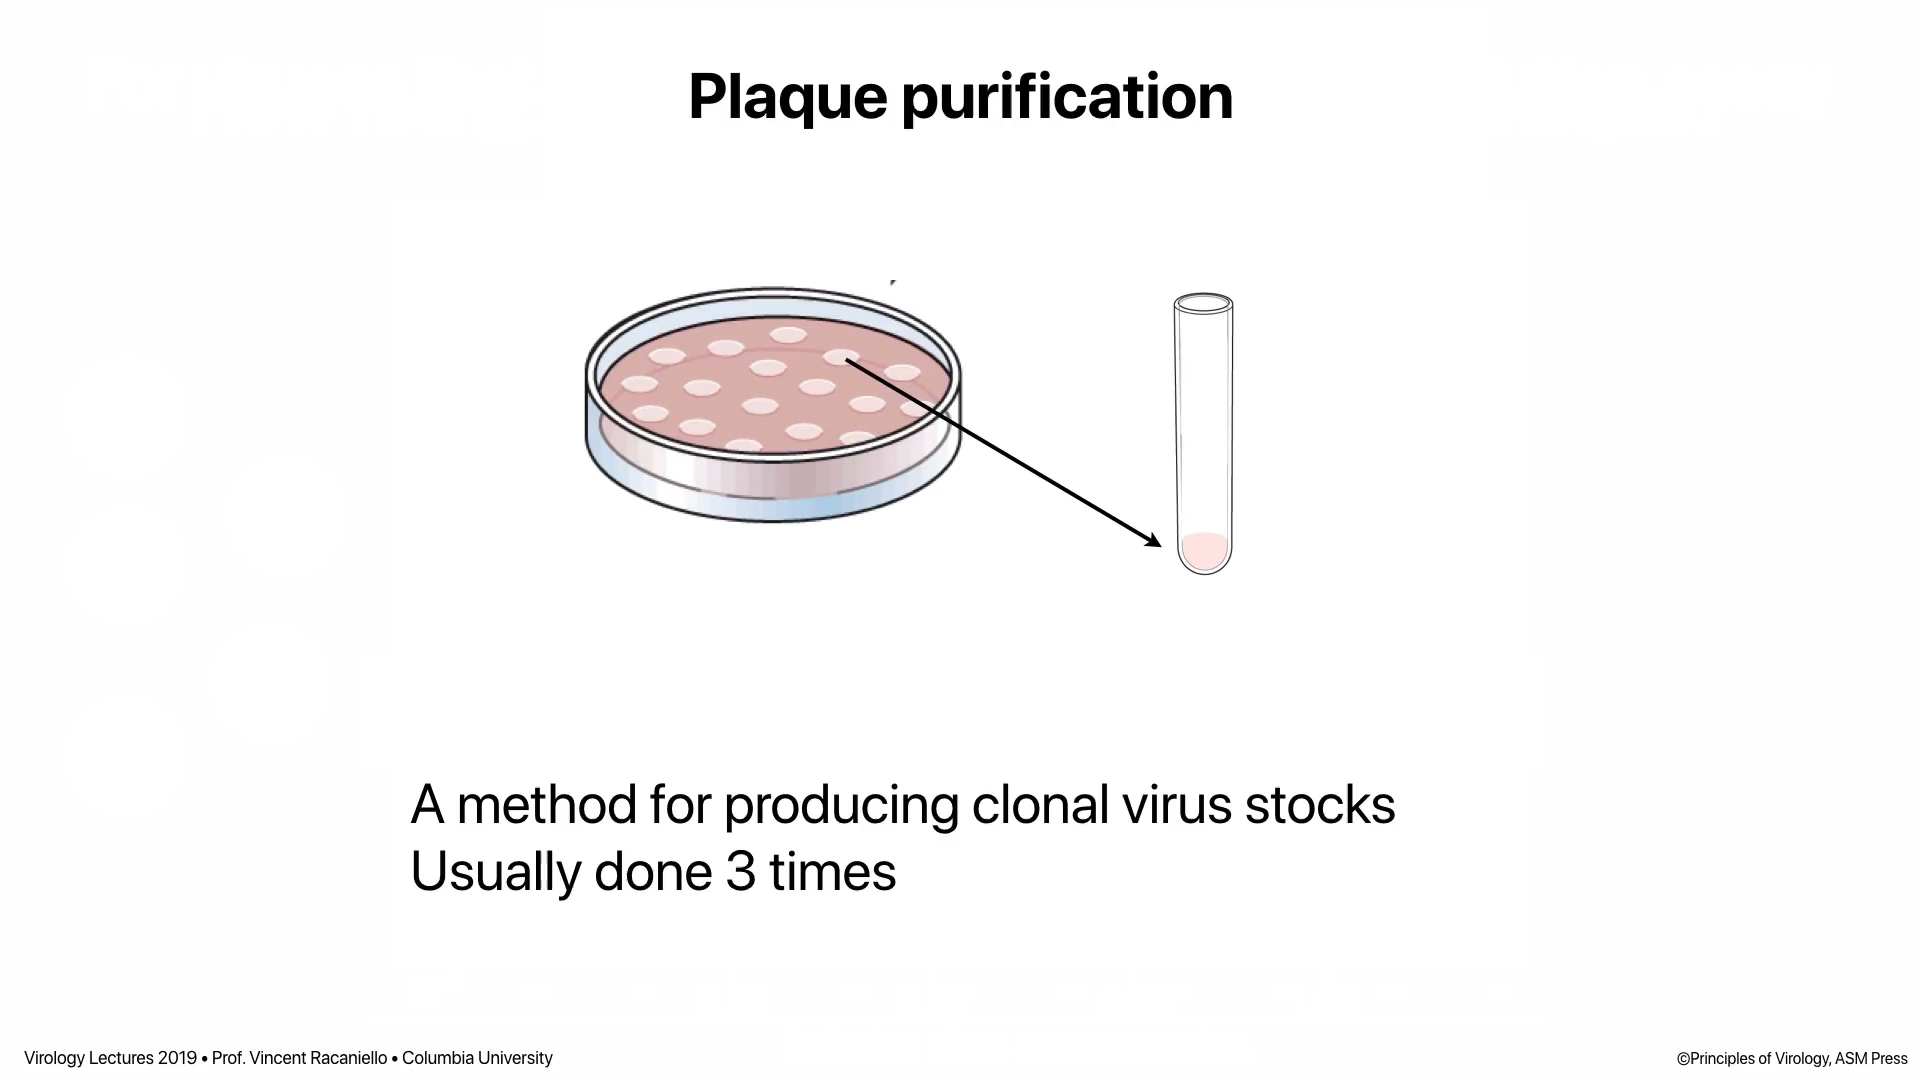 Plaque purification
A method for producing clonal virus stocks
Usually done 3 times
Virology Lectures 2019 • Prof. Vincent Racaniello • Columbia University
©Principles of Virology, ASM Press